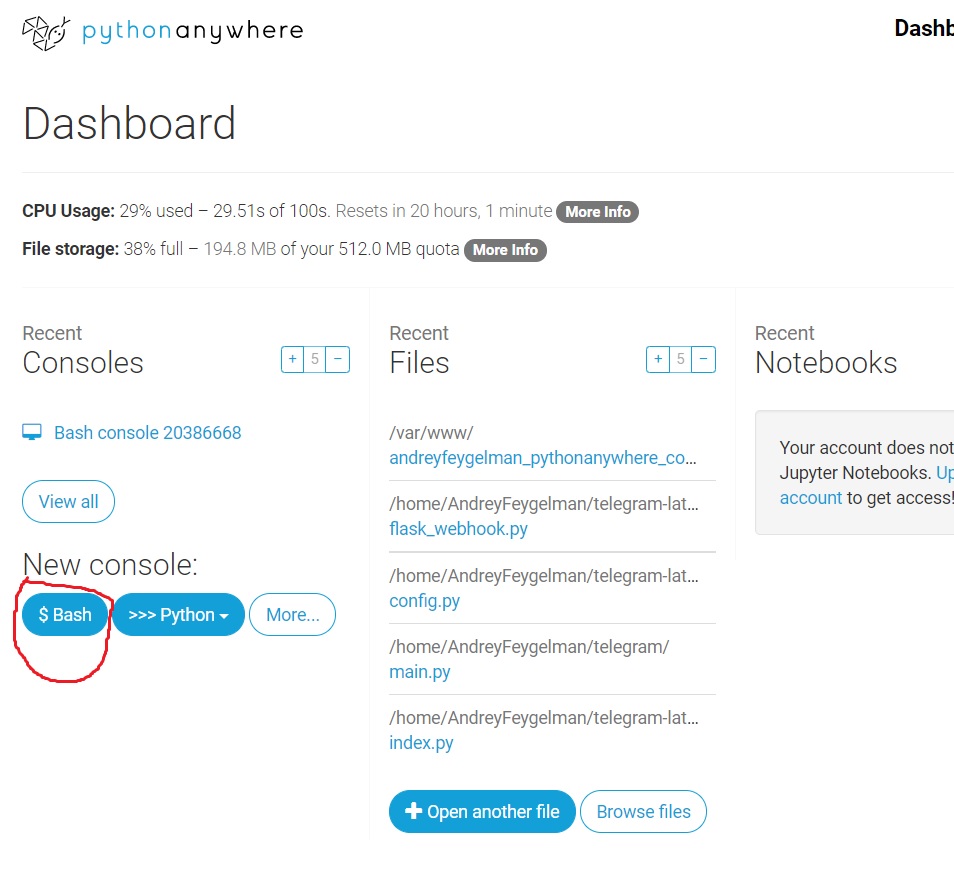 pythonanywhere
Dashb
Dashboard
CPU Usage: 29% used – 29.51s of 100s. Resets in 20 hours, 1 minute More Info
File storage: 38% full – 194.8 MB of your 512.0 MB quota More Info
Recent
Consoles
+ 5 −
Bash console 20386668
View all
New console:
$ Bash
>>> Python
More...
Recent
Files
+ 5 −
/var/www/
andreyfeygelman_pythonanywhere_co...
/home/AndreyFeygelman/telegram-lat...
flask_webhook.py
/home/AndreyFeygelman/telegram-lat...
config.py
/home/AndreyFeygelman/telegram/
main.py
/home/AndreyFeygelman/telegram-lat...
index.py
+ Open another file
Browse files
Recent
Notebooks
Your account does not
Jupyter Notebooks. Up
account to get access!